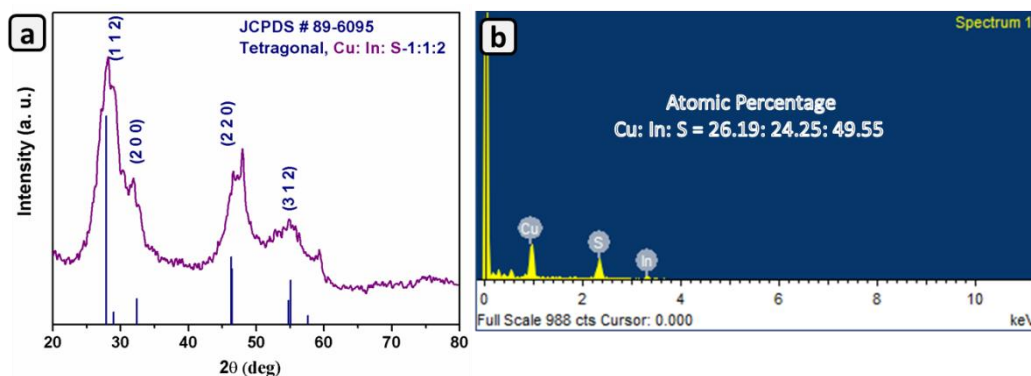 a
JCPDS # 89-6095
Tetragonal, Cu: In: S-1:1:2
(1 1 2)
(2 0 0)
(2 2 0)
(3 1 2)
Intensity (a. u.)
20 30 40 50 60 70 80
2θ (deg)
b
Spectrum 1
Atomic Percentage
Cu: In: S = 26.19: 24.25: 49.55
Cu
S
In
0 2 4 6 8 10
Full Scale 988 cts Cursor: 0.000
keV